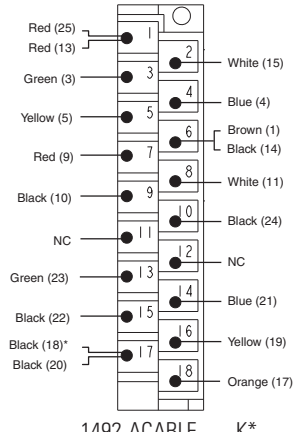 Red (25)
Red (13)
1
2
White (15)
Green (3)
3
4
Blue (4)
Yellow (5)
5
6
Brown (1)
Black (14)
Red (9)
7
8
White (11)
Black (10)
9
10
Black (24)
NC
11
12
NC
Green (23)
13
14
Blue (21)
Black (22)
15
16
Yellow (19)
Black (18)*
Black (20)
17
18
Orange (17)
1492-ACABLE___K*